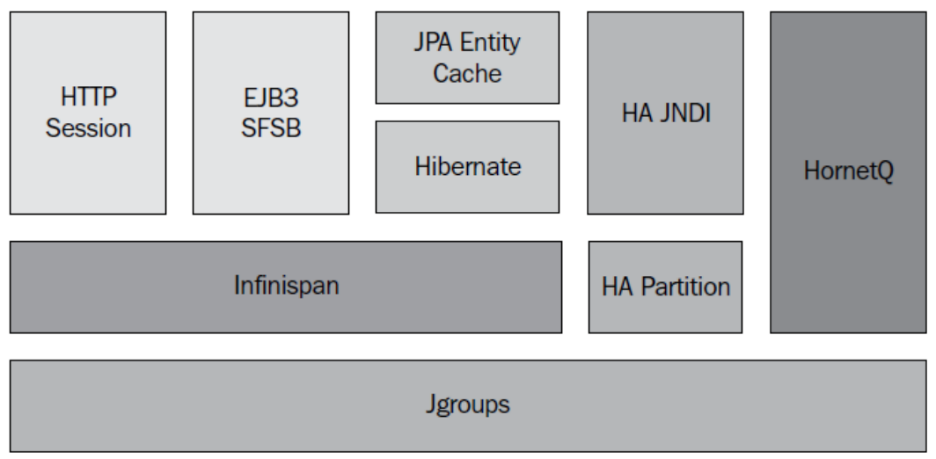 HTTP
Session
EJB3
SFSB
JPA Entity
Cache
Hibernate
HA JNDI
HornetQ
Infinispan
HA Partition
Jgroups